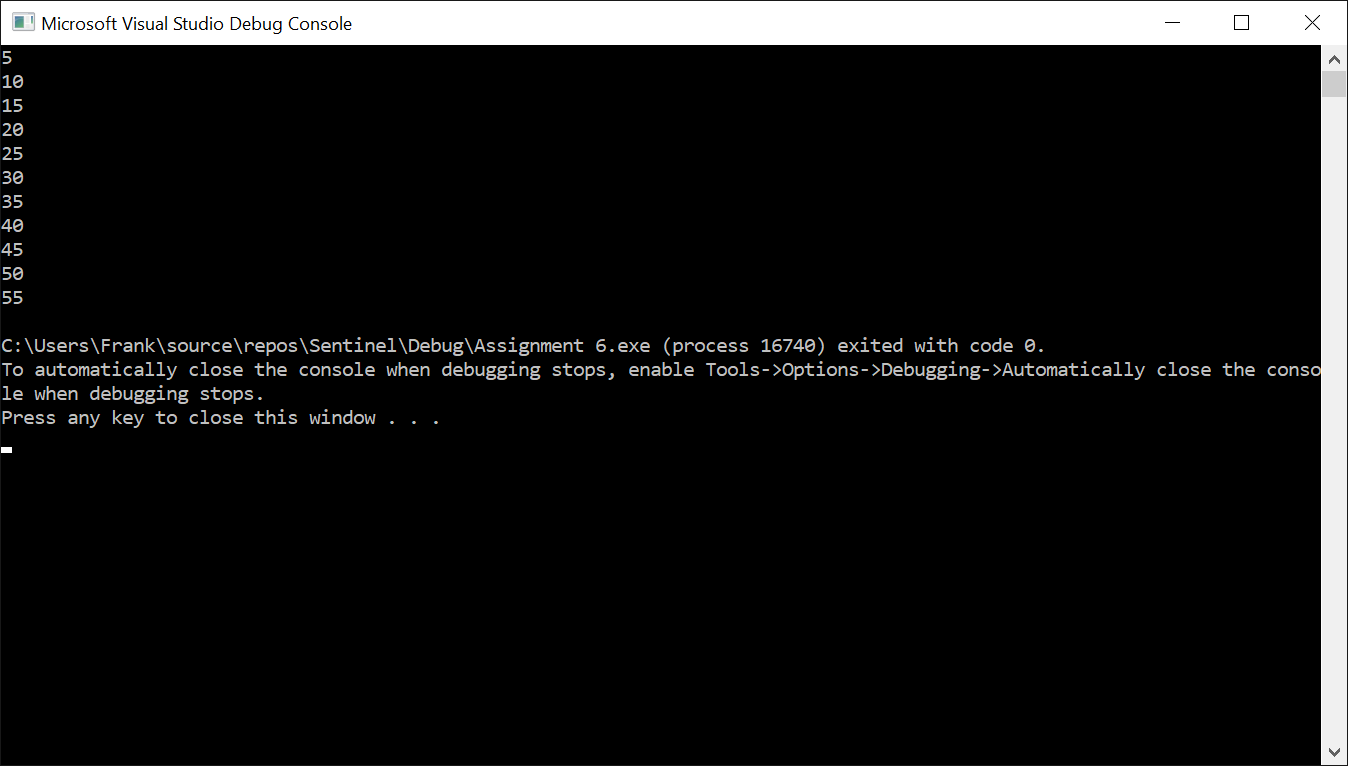 Microsoft Visual Studio Debug Console
5
10
15
20
25
30
35
40
45
50
55
C:\Users\Frank\source\repos\Sentinel\Debug\Assignment 6.exe (process 16740) exited with code 0.
To automatically close the console when debugging stops, enable Tools->Options->Debugging->Automatically close the conso
le when debugging stops.
Press any key to close this window . . .